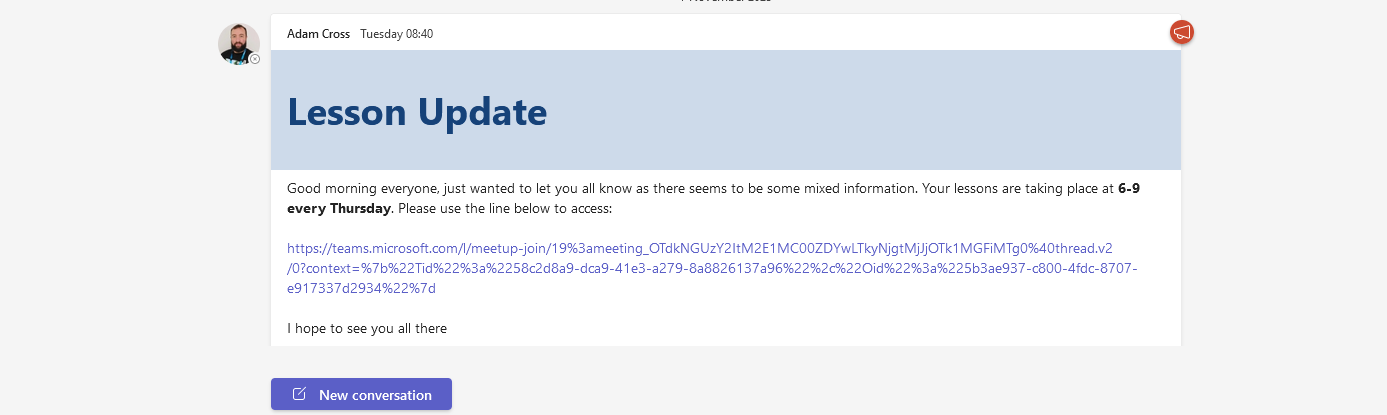 Adam Cross Tuesday 08:40
Lesson Update
Good morning everyone, just wanted to let you all know as there seems to be some mixed information. Your lessons are taking place at 6-9
every Thursday. Please use the line below to access:
https://teams.microsoft.com/l/meetup-join/19%3ameeting_OTdkNGUzY2ItM2E1MC00ZDYwLTkyNjgtMjJjOTk1MGFiMTg0%40thread.v2
/0?context=%7b%22Tid%22%3a%2258c2d8a9-dca9-41e3-a279-8a8826137a96%22%2c%22Oid%22%3a%225b3ae937-c800-4fdc-8707-
e917337d2934%22%7d
I hope to see you all there
New conversation